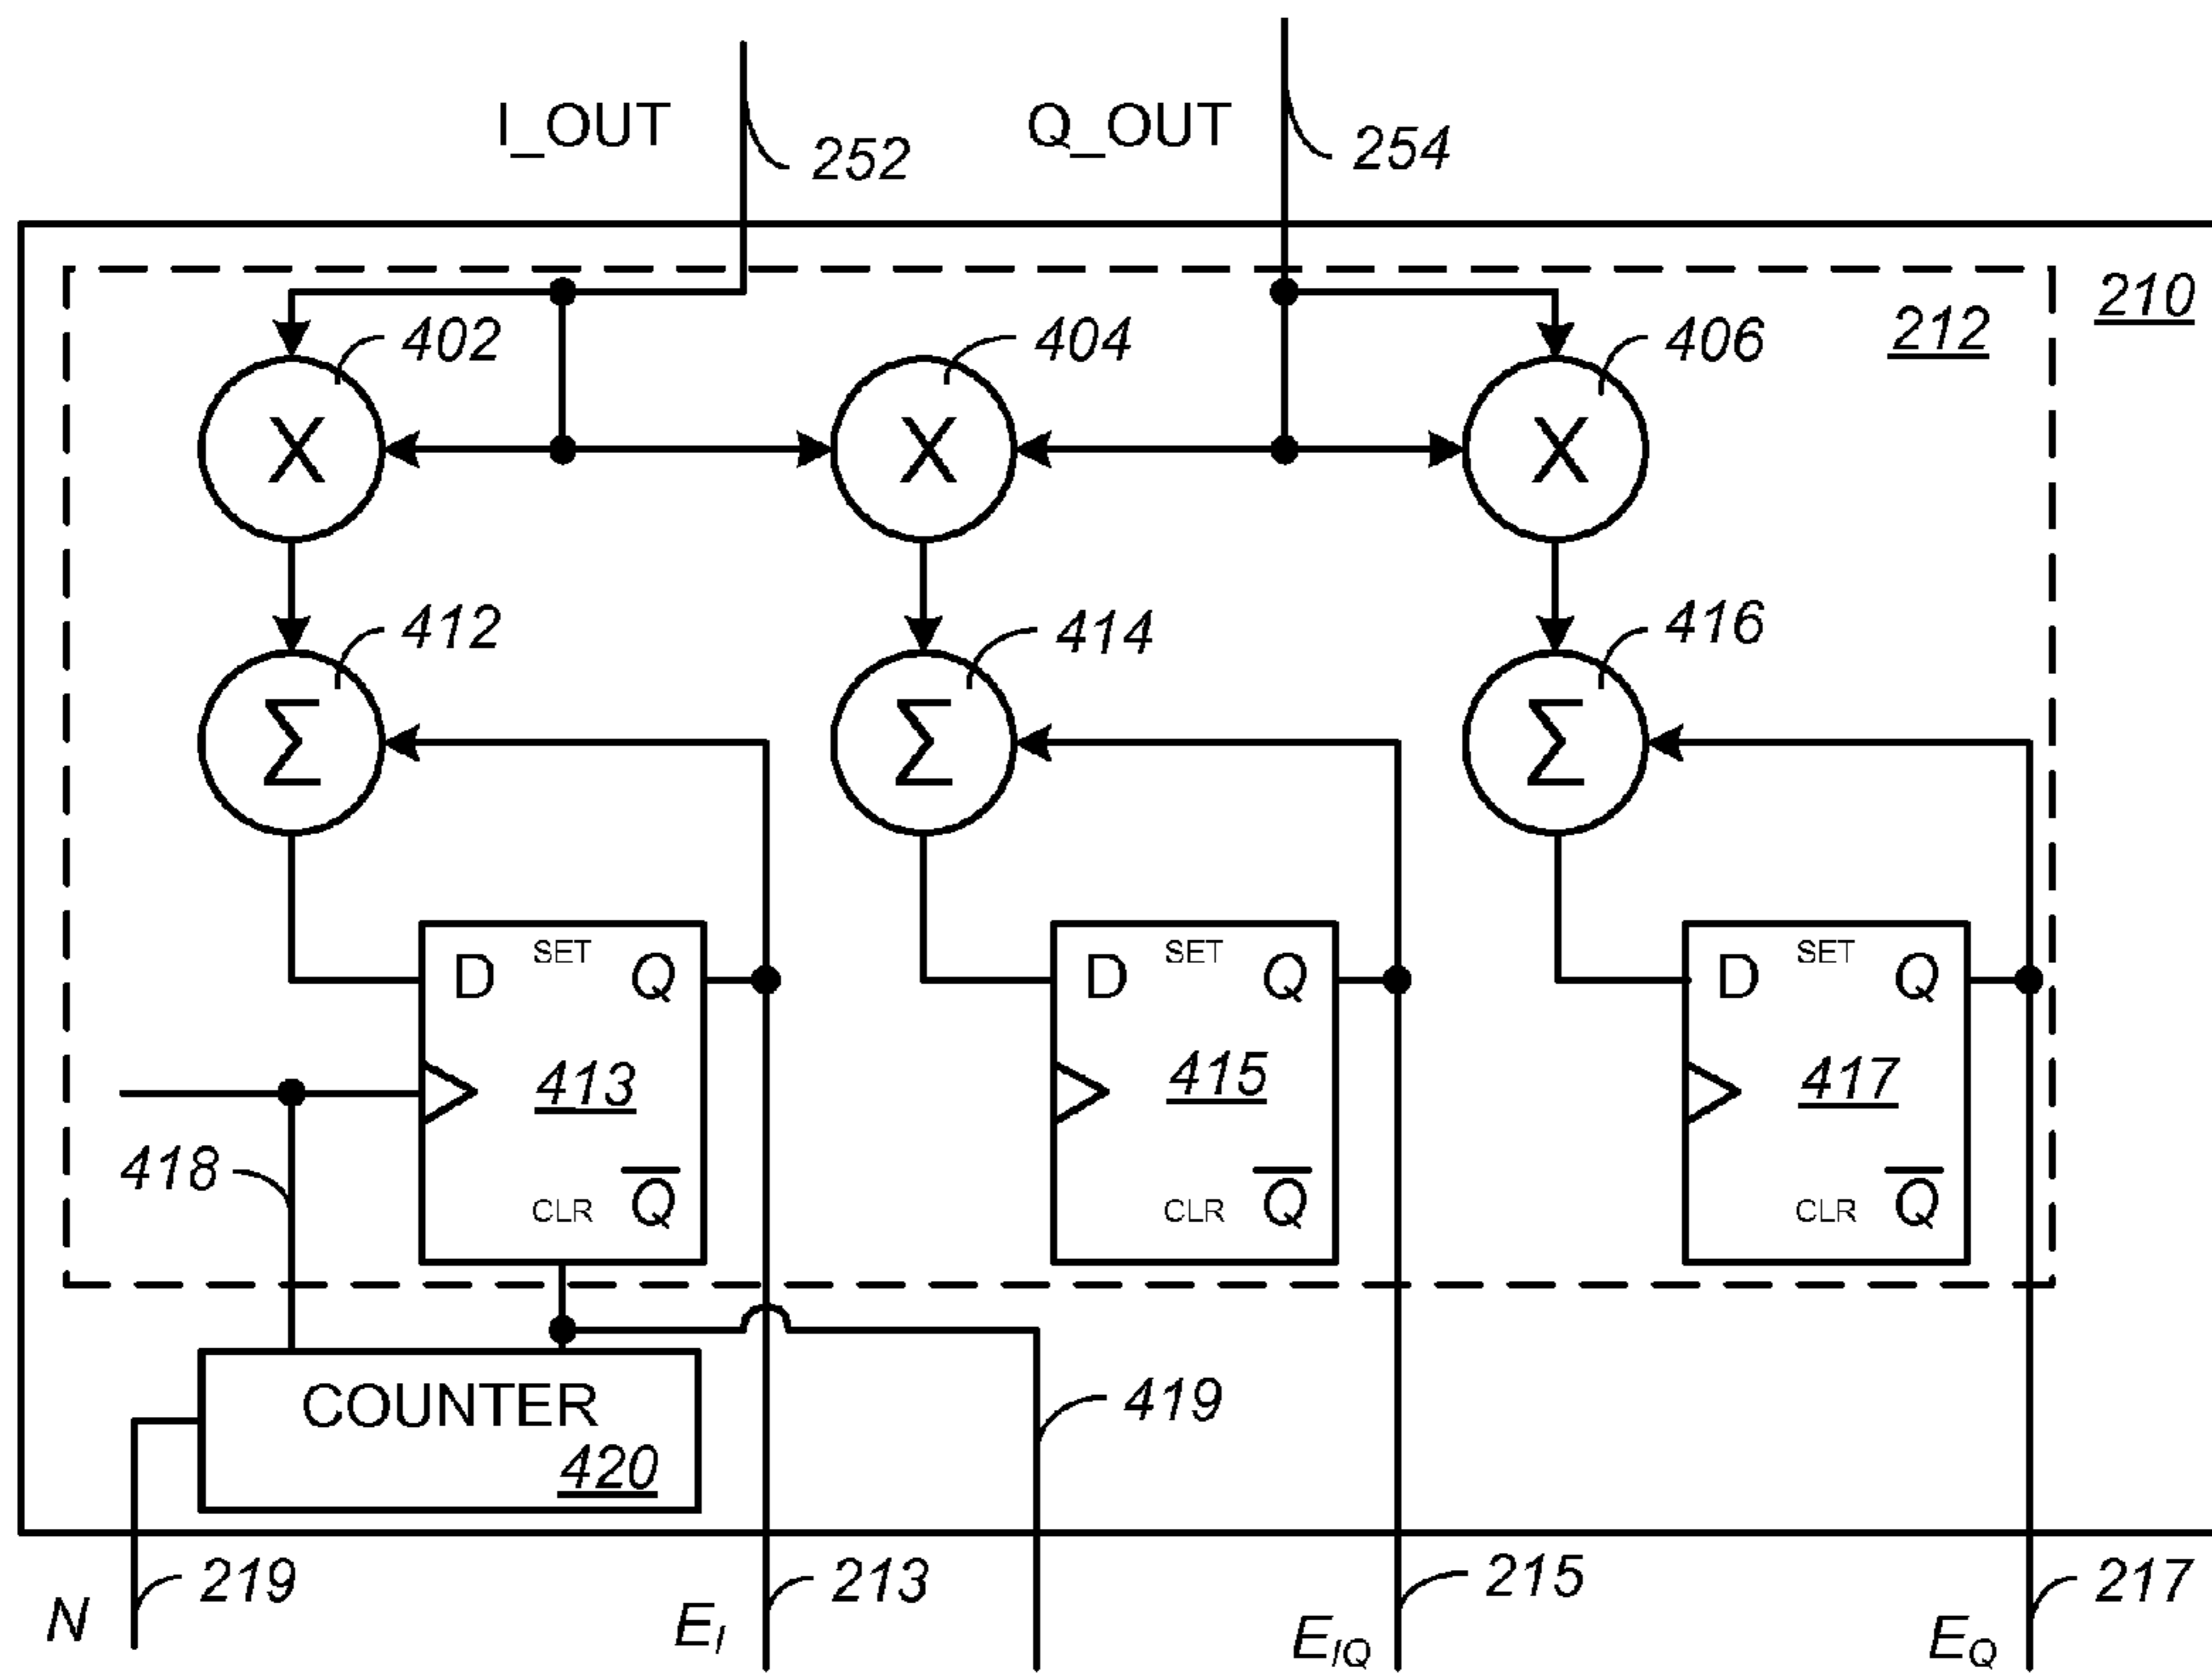 I_OUT
252
Q_OUT
254
210
212
402
404
406
X
X
X
412
414
416
Σ
Σ
Σ
D SET Q
D SET Q
D SET Q
413
415
417
418
CLR Q̅
CLR Q̅
CLR Q̅
COUNTER
420
419
N
219
E_I
213
E_IQ
215
E_Q
217